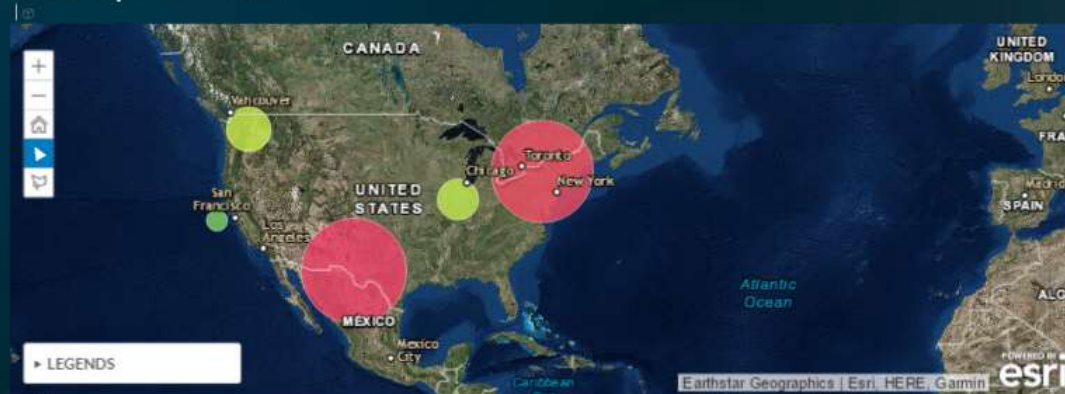 CANADA
UNITED
KINGDOM
London
Vancouver
FRA
Toronto
Chicago
New York
UNITED
STATES
Madrid
SPAIN
San
Francisco
Los
Angeles
Atlantic
Ocean
ALG
MÉXICO
Mexico
City
LEGENDS
Caribbean
Earthstar Geographics | Esri, HERE, Garmin
POWERED BY
esri